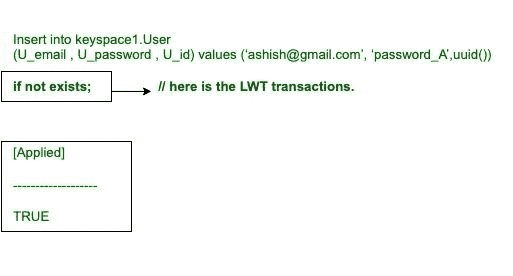 Insert into keyspace1.User
(U_email , U_password , U_id) values (‘ashish@gmail.com’, ‘password_A’,uuid())
if not exists; // here is the LWT transactions.
[Applied]
-------------------
TRUE